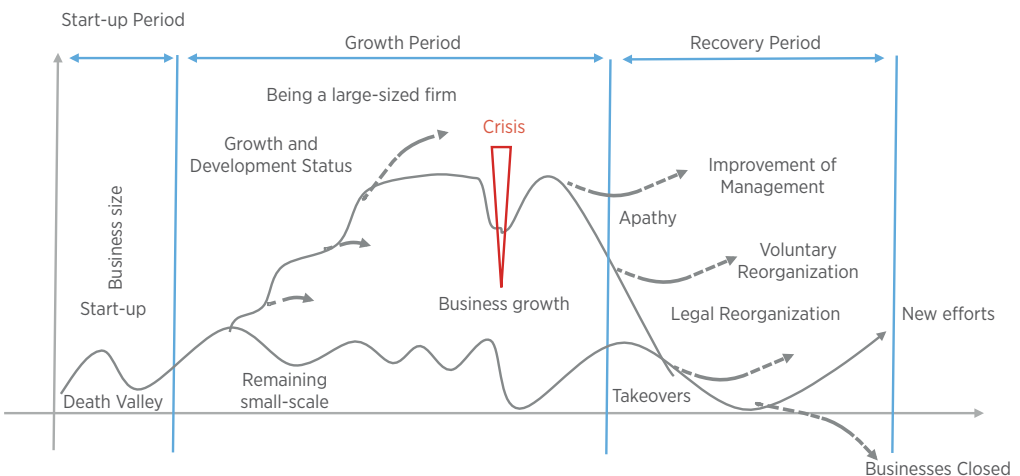 Start-up Period
Growth Period
Recovery Period
Being a large-sized firm
Crisis
Growth and
Development Status
Improvement of
Management
Business size
Apathy
Voluntary
Reorganization
Start-up
Business growth
Legal Reorganization
New efforts
Remaining
small-scale
Death Valley
Takeovers
Businesses Closed